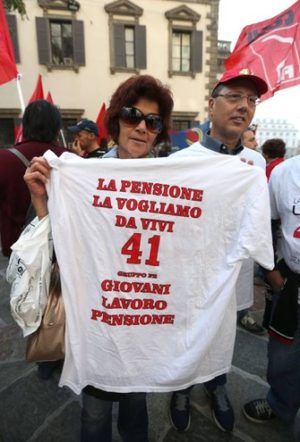 LA PENSIONE
LA VOGLIAMO
DA VIVI
41
GRUPPO FB
GIOVANI
LAVORO
PENSIONE